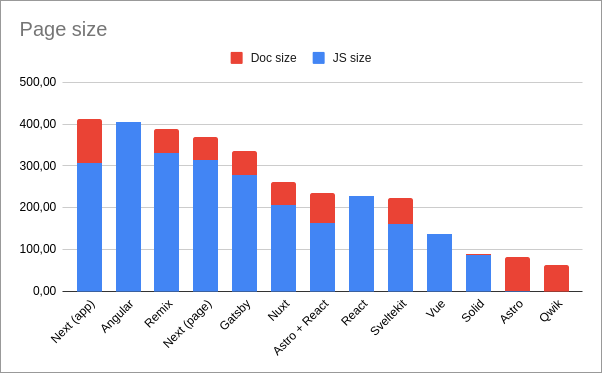 Page size
Doc size
JS size
500,00
400,00
300,00
200,00
100,00
0,00
Next (app)
Angular
Remix
Next (page)
Gatsby
Nuxt
Astro + React
React
Sveltekit
Vue
Solid
Astro
Qwik